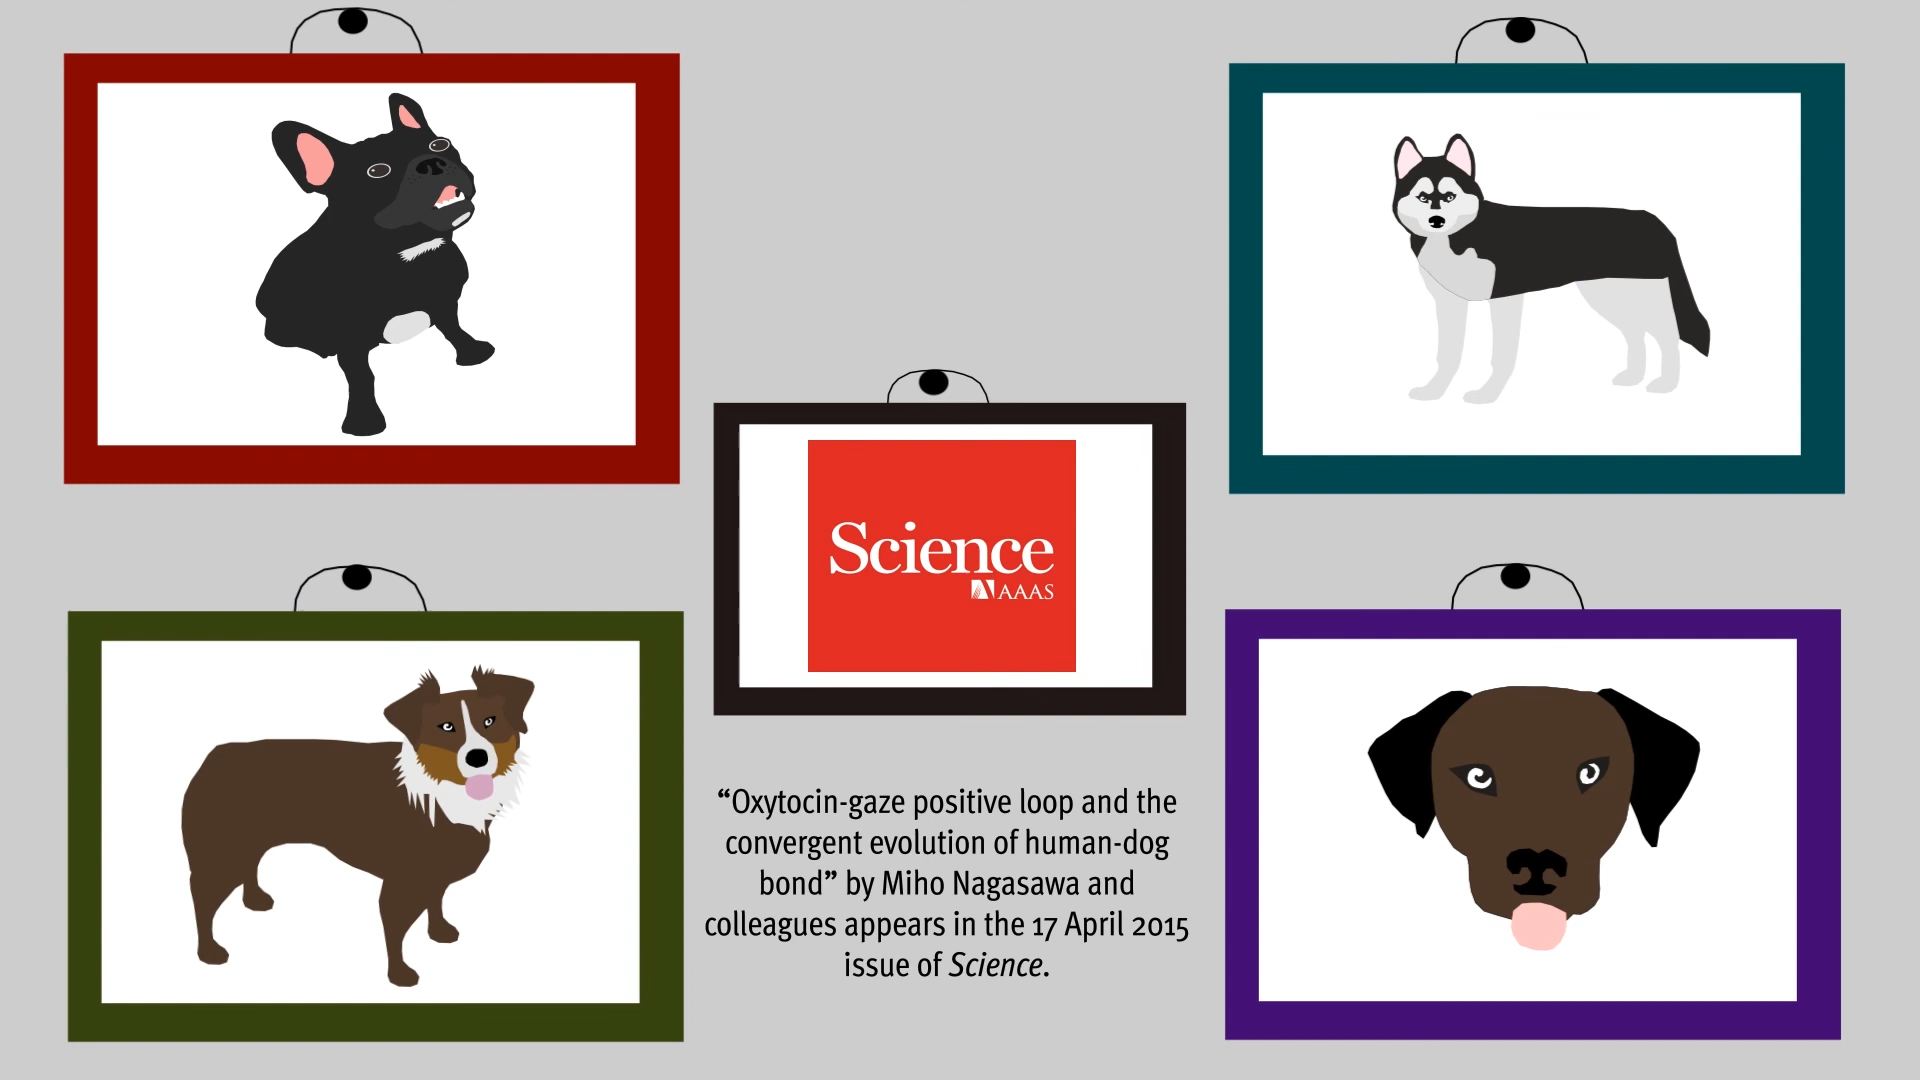 Science
AAAS
“Oxytocin-gaze positive loop and the
convergent evolution of human-dog
bond” by Miho Nagasawa and
colleagues appears in the 17 April 2015
issue of Science.